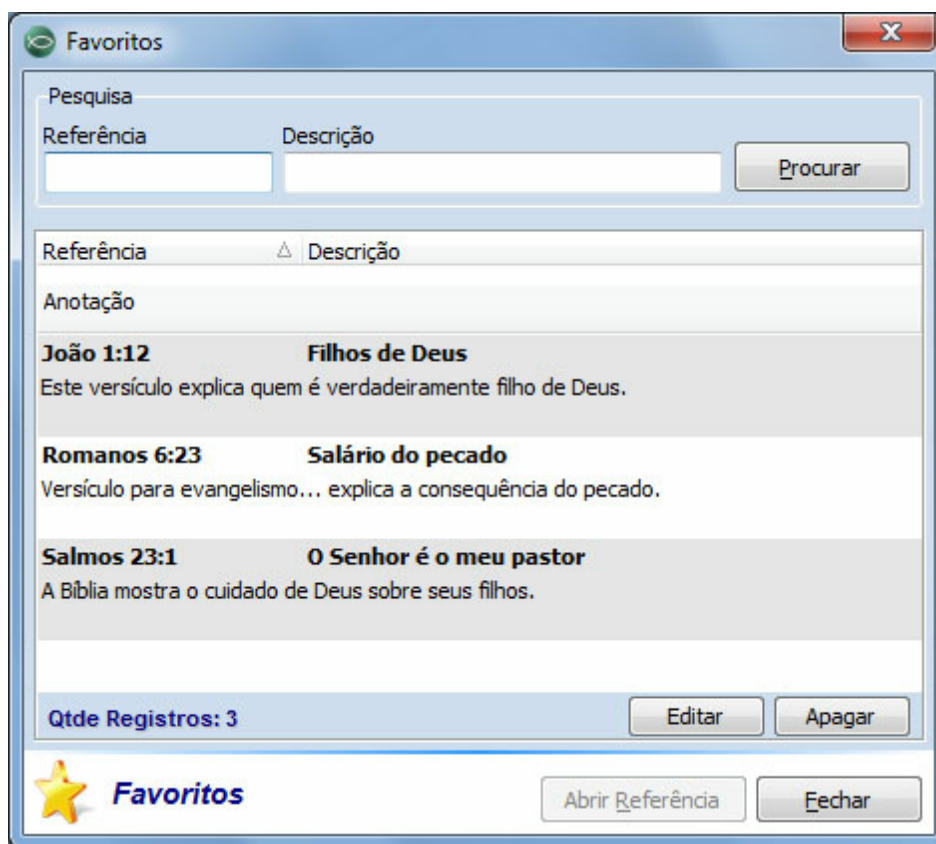 Favoritos
Pesquisa
Referência Descrição
Procurar
Referência Descrição
Anotação
João 1:12 Filhos de Deus
Este versículo explica quem é verdadeiramente filho de Deus.
Romanos 6:23 Salário do pecado
Versículo para evangelismo... explica a consequência do pecado.
Salmos 23:1 O Senhor é o meu pastor
A Bíblia mostra o cuidado de Deus sobre seus filhos.
Qtde Registros: 3 Editar Apagar
Favoritos Abrir Referência Fechar